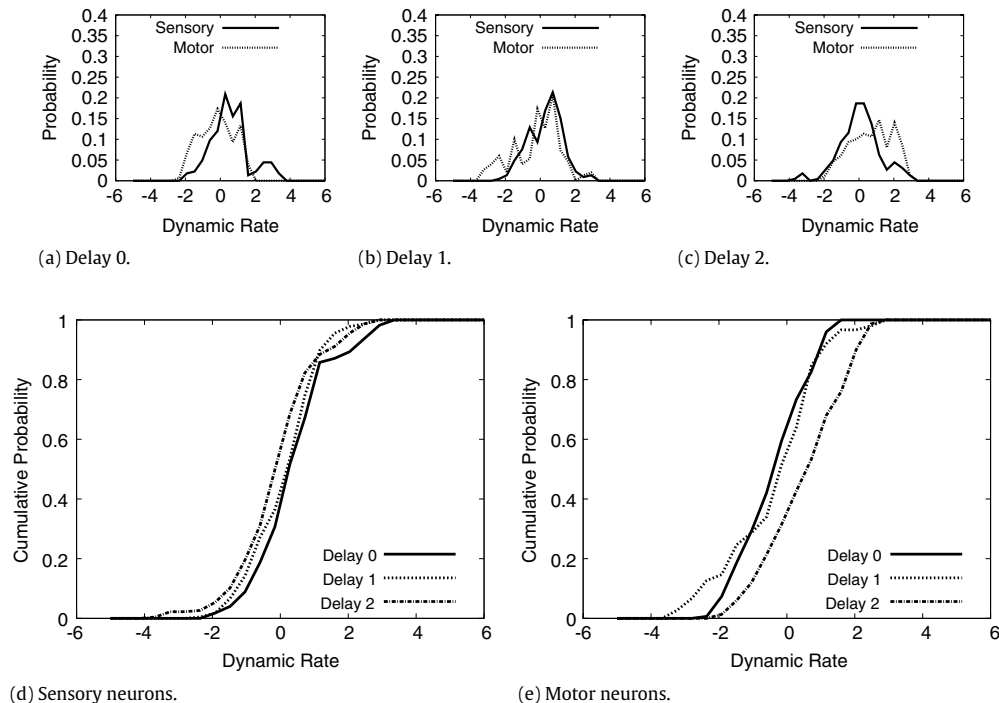 0.4
0.35
0.3
0.25
0.2
0.15
0.1
0.05
0
Probability
Sensory
Motor
-6 -4 -2 0 2 4 6
Dynamic Rate
(a) Delay 0.
0.4
0.35
0.3
0.25
0.2
0.15
0.1
0.05
0
Probability
Sensory
Motor
-6 -4 -2 0 2 4 6
Dynamic Rate
(b) Delay 1.
0.4
0.35
0.3
0.25
0.2
0.15
0.1
0.05
0
Probability
Sensory
Motor
-6 -4 -2 0 2 4 6
Dynamic Rate
(c) Delay 2.
1
0.8
0.6
0.4
0.2
0
Cumulative Probability
Delay 0
Delay 1
Delay 2
-6 -4 -2 0 2 4 6
Dynamic Rate
(d) Sensory neurons.
1
0.8
0.6
0.4
0.2
0
Cumulative Probability
Delay 0
Delay 1
Delay 2
-6 -4 -2 0 2 4 6
Dynamic Rate
(e) Motor neurons.